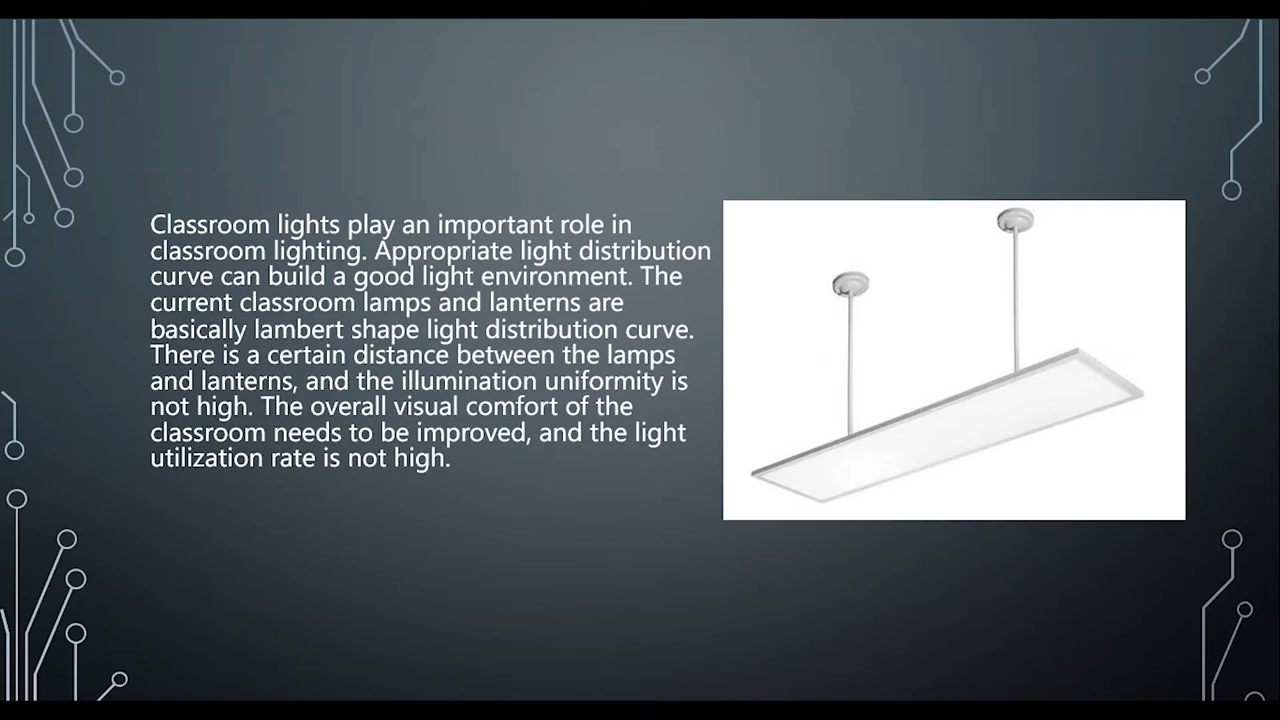 Classroom lights play an important role in
classroom lighting. Appropriate light distribution
curve can build a good light environment. The
current classroom lamps and lanterns are
basically lambert shape light distribution curve.
There is a certain distance between the lamps
and lanterns, and the illumination uniformity is
not high. The overall visual comfort of the
classroom needs to be improved, and the light
utilization rate is not high.